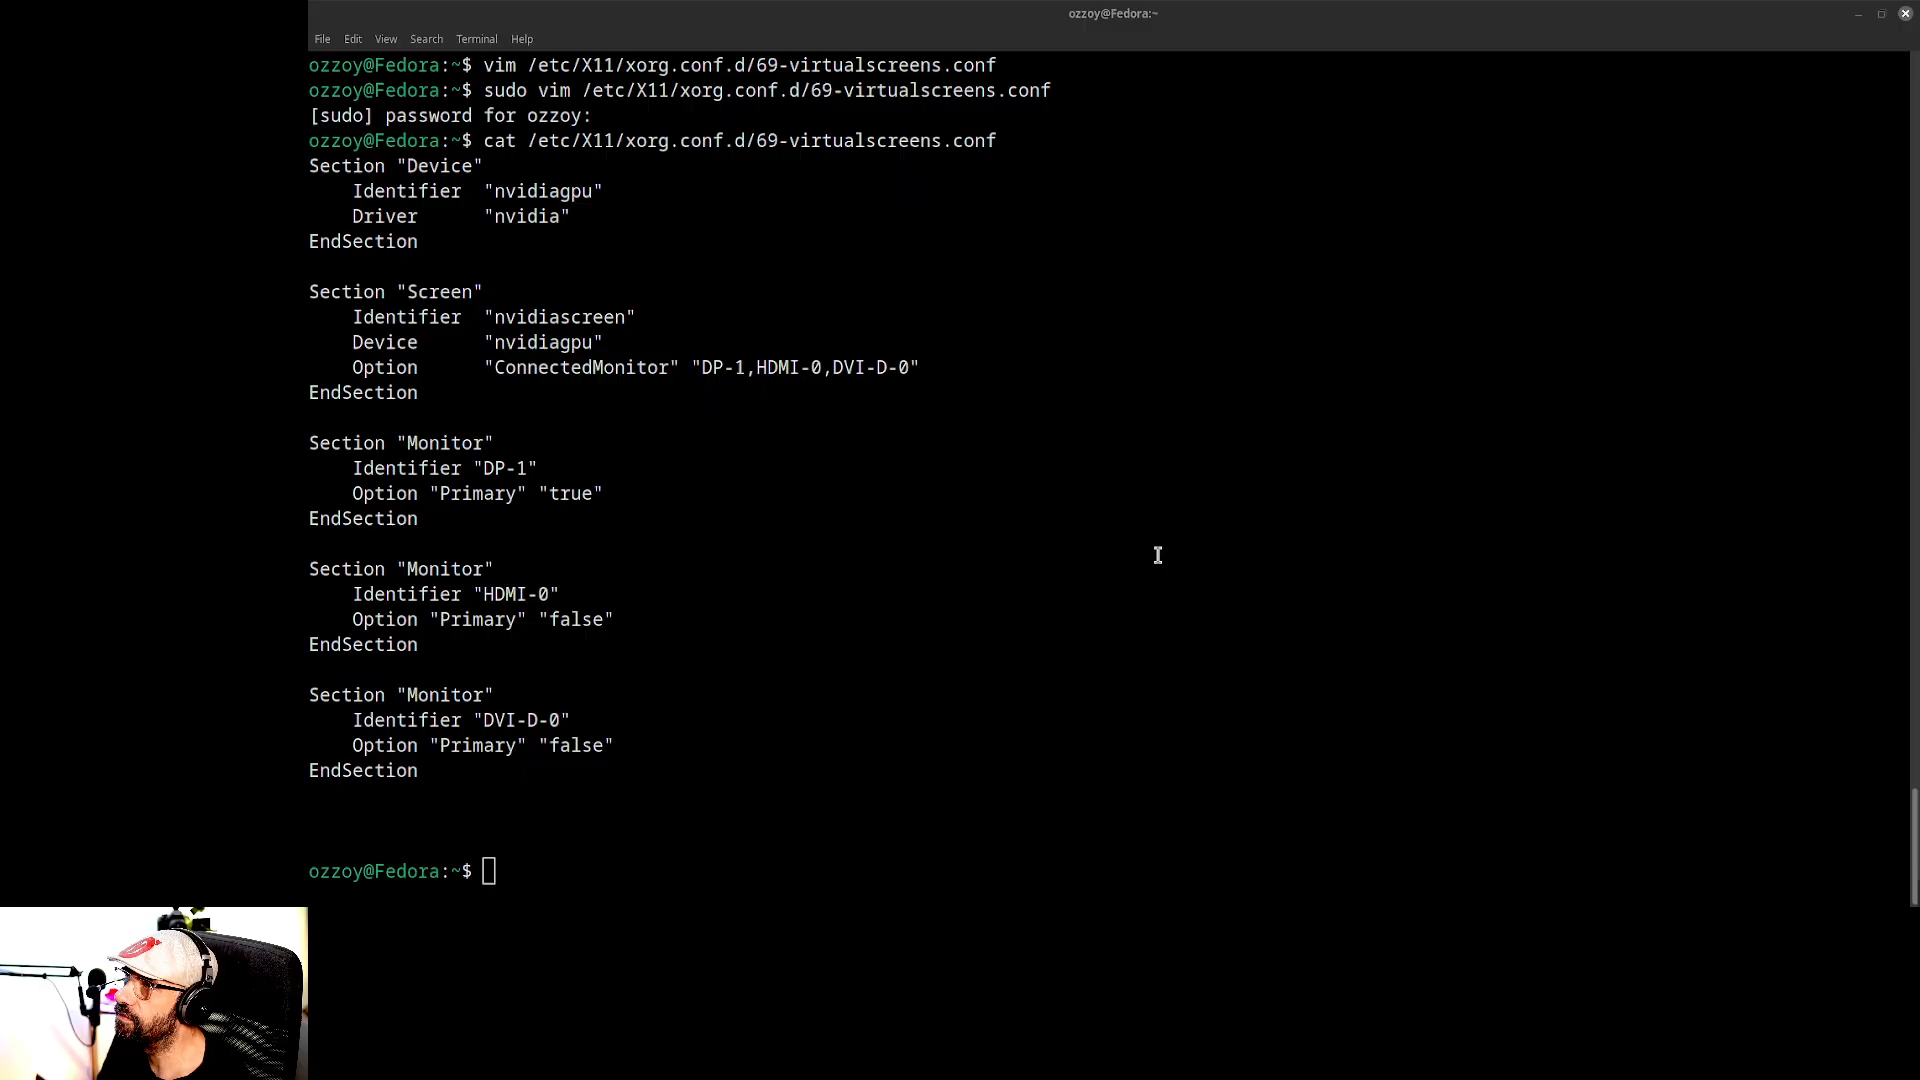 ozzoy@Fedora:~
File Edit View Search Terminal Help
ozzoy@Fedora:~$ vim /etc/X11/xorg.conf.d/69-virtualscreens.conf
ozzoy@Fedora:~$ sudo vim /etc/X11/xorg.conf.d/69-virtualscreens.conf
[sudo] password for ozzoy:
ozzoy@Fedora:~$ cat /etc/X11/xorg.conf.d/69-virtualscreens.conf
Section "Device"
    Identifier  "nvidiagpu"
    Driver      "nvidia"
EndSection
Section "Screen"
    Identifier  "nvidiascreen"
    Device      "nvidiagpu"
    Option      "ConnectedMonitor" "DP-1,HDMI-0,DVI-D-0"
EndSection
Section "Monitor"
    Identifier "DP-1"
    Option "Primary" "true"
EndSection
Section "Monitor"
    Identifier "HDMI-0"
    Option "Primary" "false"
EndSection
Section "Monitor"
    Identifier "DVI-D-0"
    Option "Primary" "false"
EndSection
ozzoy@Fedora:~$